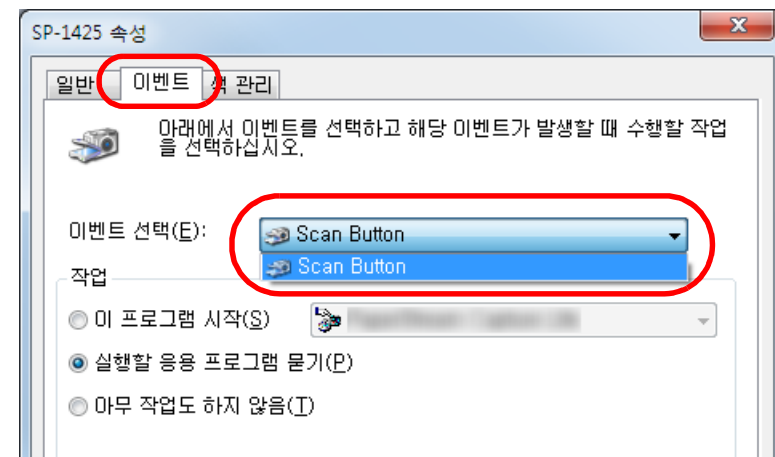 SP-1425 속성
일반 이벤트 색 관리
아래에서 이벤트를 선택하고 해당 이벤트가 발생할 때 수행할 작업
을 선택하십시오.
이벤트 선택(E): Scan Button
Scan Button
작업
이 프로그램 시작(S)
실행할 응용 프로그램 묻기(P)
아무 작업도 하지 않음(T)